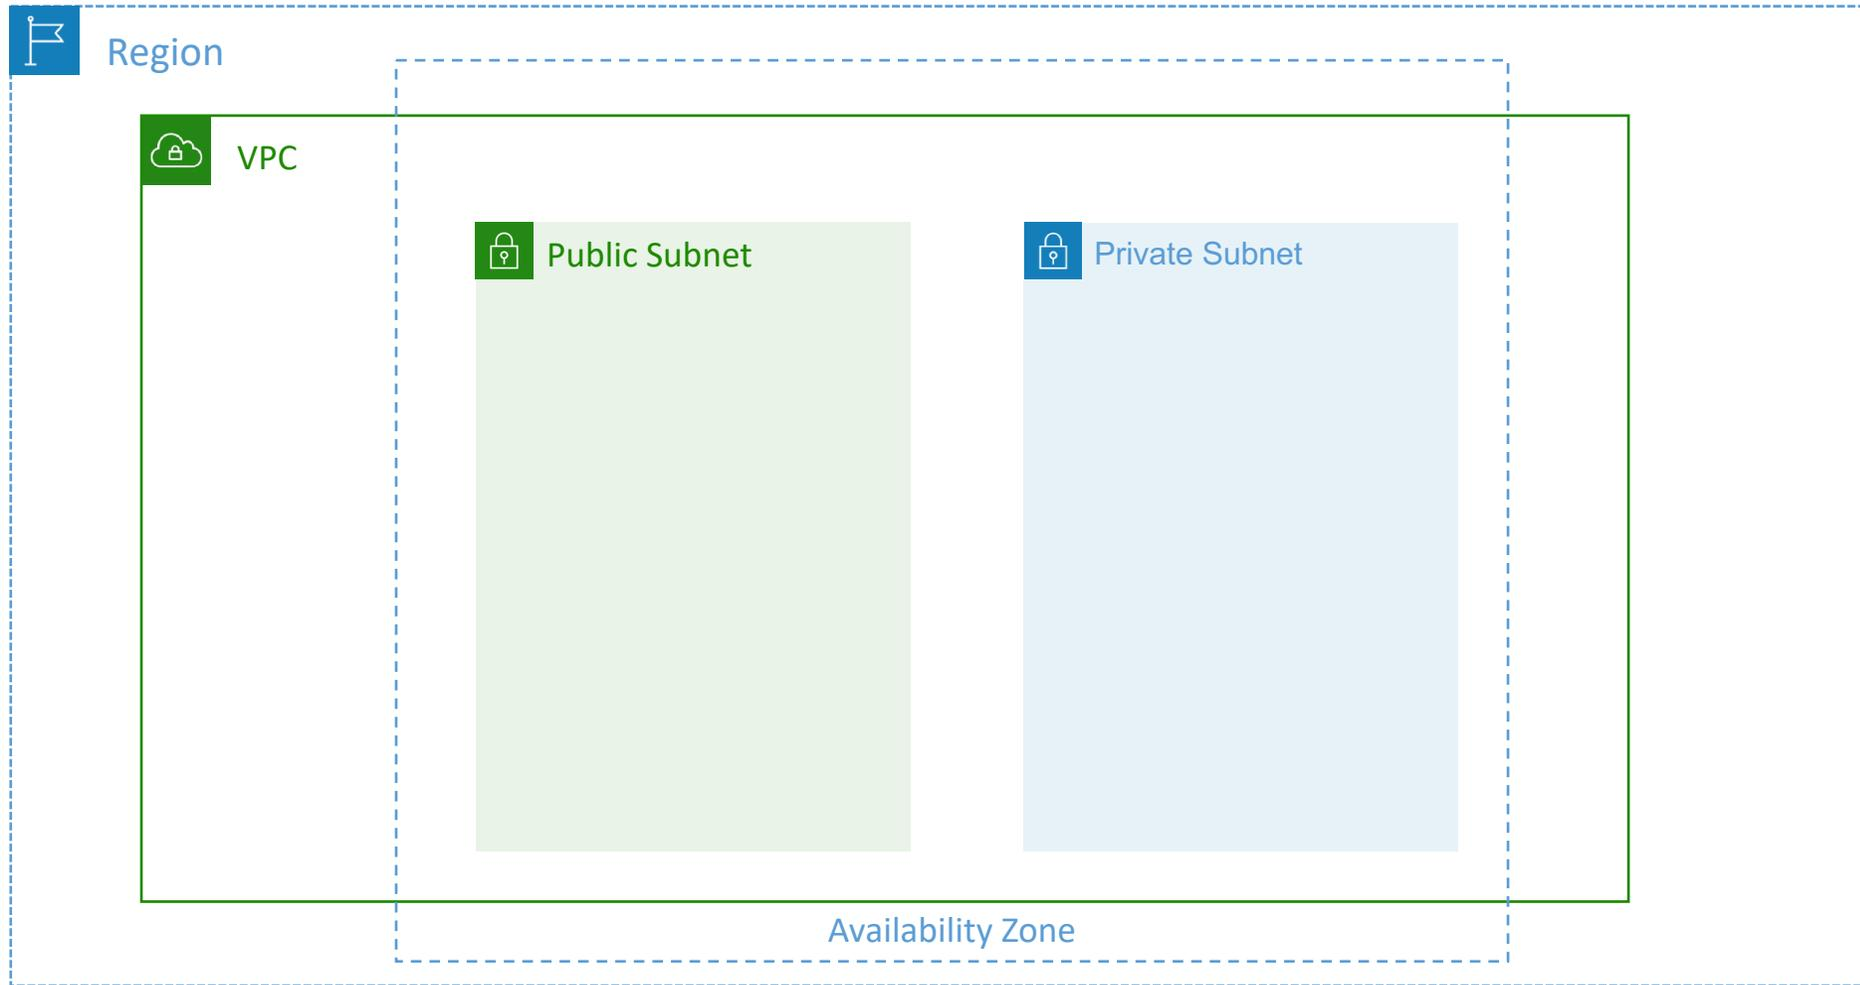 Region
VPC
Public Subnet
Private Subnet
Availability Zone